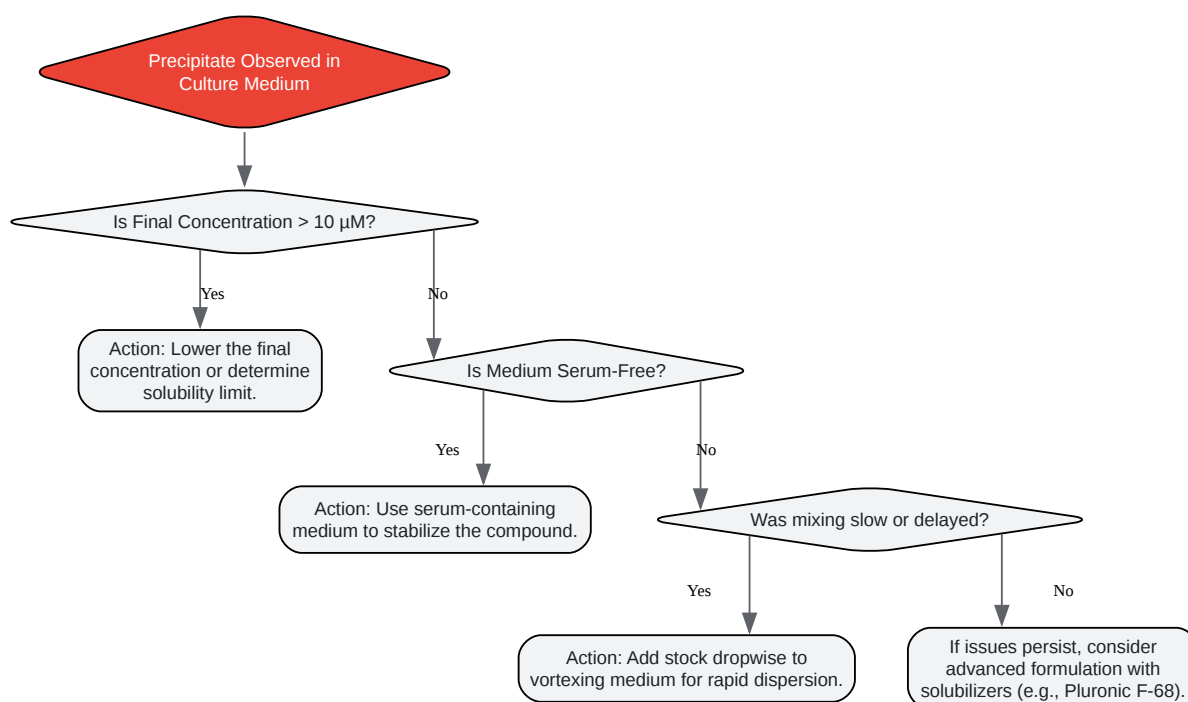 Precipitate Observed in
Culture Medium
Is Final Concentration > 10 µM?
Yes
No
Action: Lower the final
concentration or determine
solubility limit.
Is Medium Serum-Free?
Yes
No
Action: Use serum-containing
medium to stabilize the compound.
Was mixing slow or delayed?
Yes
No
Action: Add stock dropwise to
vortexing medium for rapid dispersion.
If issues persist, consider
advanced formulation with
solubilizers (e.g., Pluronic F-68).